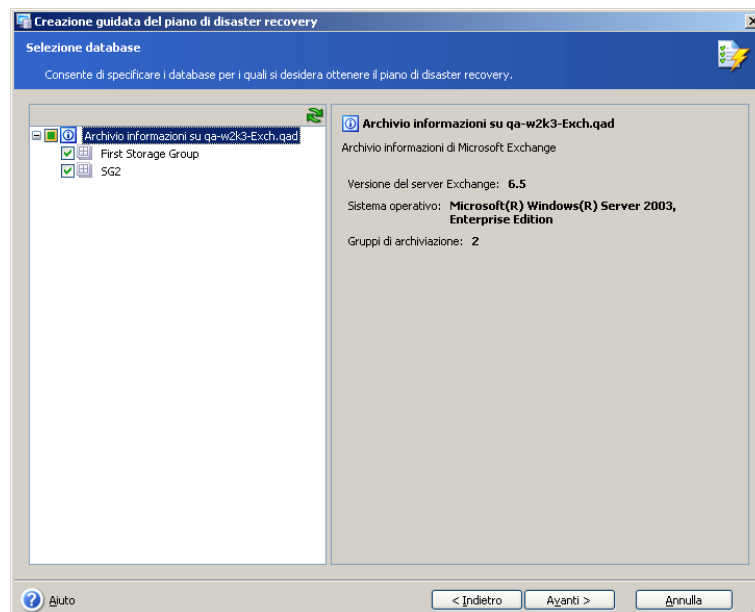 Creazione guidata del piano di disaster recovery
Selezione database
Consente di specificare i database per i quali si desidera ottenere il piano di disaster recovery.
Archivio informazioni su qa-w2k3-Exch.qad
First Storage Group
SG2
Archivio informazioni su qa-w2k3-Exch.qad
Archivio informazioni di Microsoft Exchange
Versione del server Exchange: 6.5
Sistema operativo: Microsoft(R) Windows(R) Server 2003,
Enterprise Edition
Gruppi di archiviazione: 2
Aiuto
< Indietro
Avanti >
Annulla